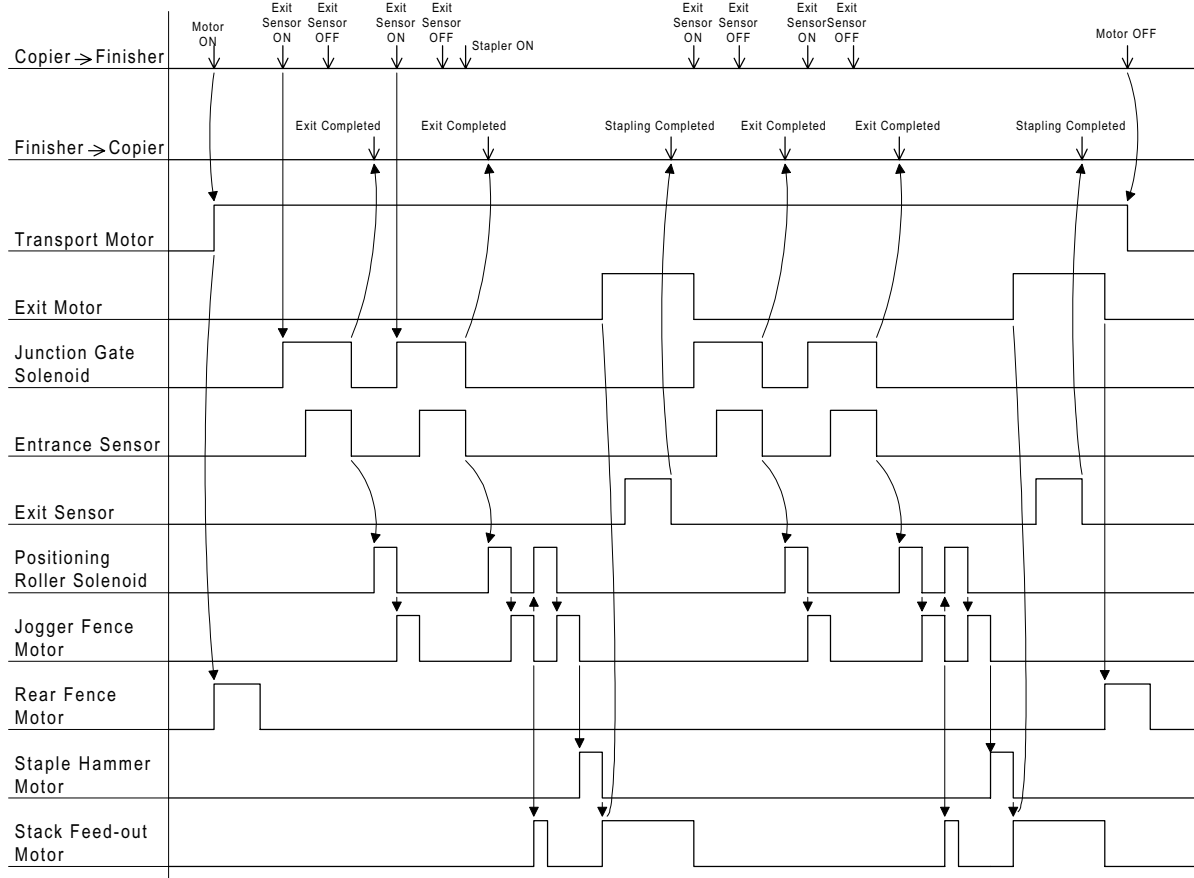 Exit Exit Exit Exit Exit Exit Exit Exit
Motor Sensor Sensor Sensor Sensor Sensor Sensor Sensor Sensor
ON ON OFF ON OFF ON OFF ON OFF
Copier → Finisher Stapler ON Motor OFF
Exit Completed Exit Completed Stapling Completed Exit Completed Exit Completed Stapling Completed
Finisher → Copier
Transport Motor
Exit Motor
Junction Gate
Solenoid
Entrance Sensor
Exit Sensor
Positioning
Roller Solenoid
Jogger Fence
Motor
Rear Fence
Motor
Staple Hammer
Motor
Stack Feed-out
Motor